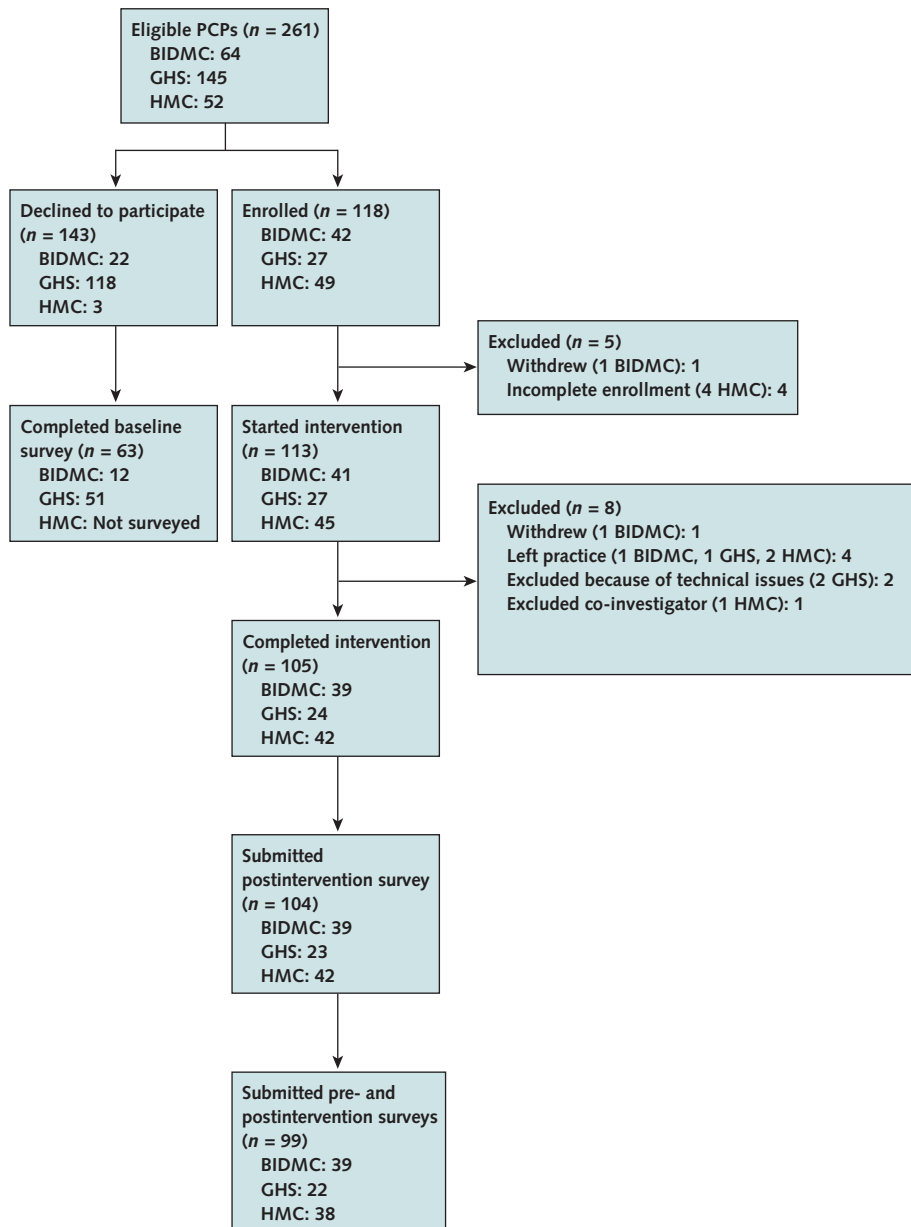 Eligible PCPs (n = 261)
BIDMC: 64
GHS: 145
HMC: 52
Declined to participate
(n = 143)
BIDMC: 22
GHS: 118
HMC: 3
Enrolled (n = 118)
BIDMC: 42
GHS: 27
HMC: 49
Excluded (n = 5)
Withdrew (1 BIDMC): 1
Incomplete enrollment (4 HMC): 4
Completed baseline
survey (n = 63)
BIDMC: 12
GHS: 51
HMC: Not surveyed
Started intervention
(n = 113)
BIDMC: 41
GHS: 27
HMC: 45
Excluded (n = 8)
Withdrew (1 BIDMC): 1
Left practice (1 BIDMC, 1 GHS, 2 HMC): 4
Excluded because of technical issues (2 GHS): 2
Excluded co-investigator (1 HMC): 1
Completed intervention
(n = 105)
BIDMC: 39
GHS: 24
HMC: 42
Submitted
postintervention survey
(n = 104)
BIDMC: 39
GHS: 23
HMC: 42
Submitted pre- and
postintervention surveys
(n = 99)
BIDMC: 39
GHS: 22
HMC: 38